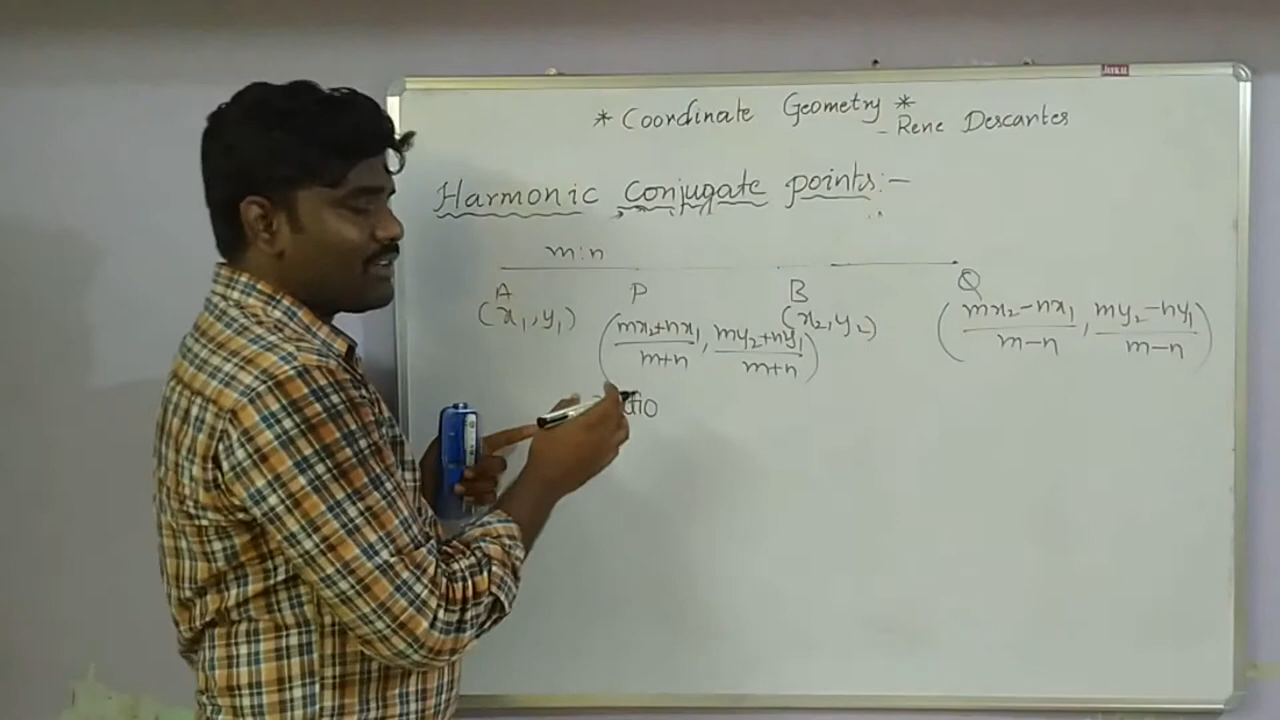 * Coordinate Geometry *
- Rene Descartes
Harmonic conjugate points:-
m:n
A P B Q
(x₁, y₁) ((mx₂+nx₁)/(m+n), (my₂+ny₁)/(m+n)) (x₂, y₂) ((mx₂-nx₁)/(m-n), (my₂-ny₁)/(m-n))